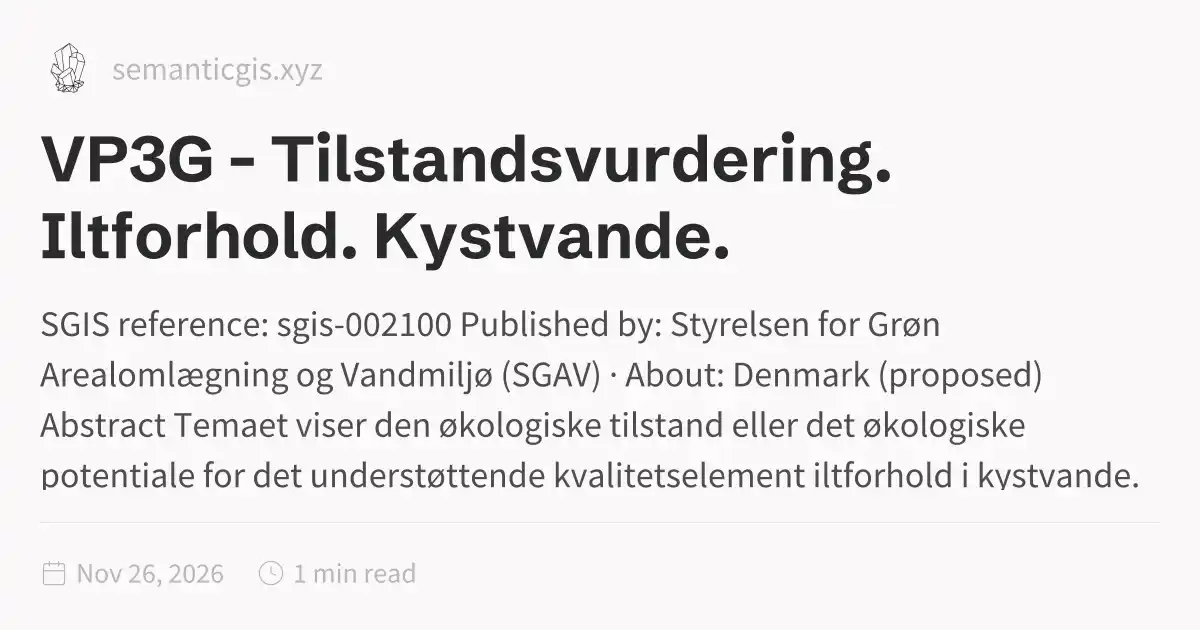 semanticgis.xyz
VP3G - Tilstandsvurdering.
Iltforhold. Kystvande.
SGIS reference: sgis-002100 Published by: Styrelsen for Grøn
Arealomlægning og Vandmiljø (SGAV) · About: Denmark (proposed)
Abstract Temaet viser den økologiske tilstand eller det økologiske
potentiale for det understøttende kvalitetselement iltforhold i kystvande.
Nov 26, 2026
1 min read